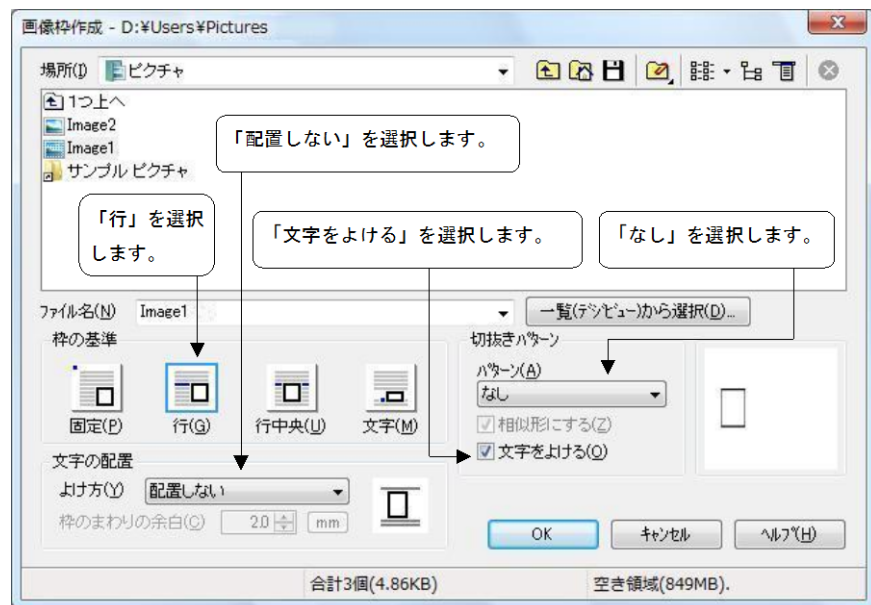 画像枠作成 - D:¥Users¥Pictures
場所(I) ピクチャ
1つ上へ
Image2
Image1
サンプル ピクチャ
「配置しない」を選択します。
「行」を選択
します。
「文字をよける」を選択します。
「なし」を選択します。
ファイル名(N) Image1
一覧(デジビュー)から選択(D)...
枠の基準
固定(P) 行(G) 行中央(U) 文字(M)
切抜きパターン
パターン(A)
なし
相似形にする(Z)
文字をよける(O)
文字の配置
よけ方(Y) 配置しない
枠のまわりの余白(C) 2.0 mm
OK キャンセル ヘルプ(H)
合計3個(4.86KB) 空き領域(849MB).